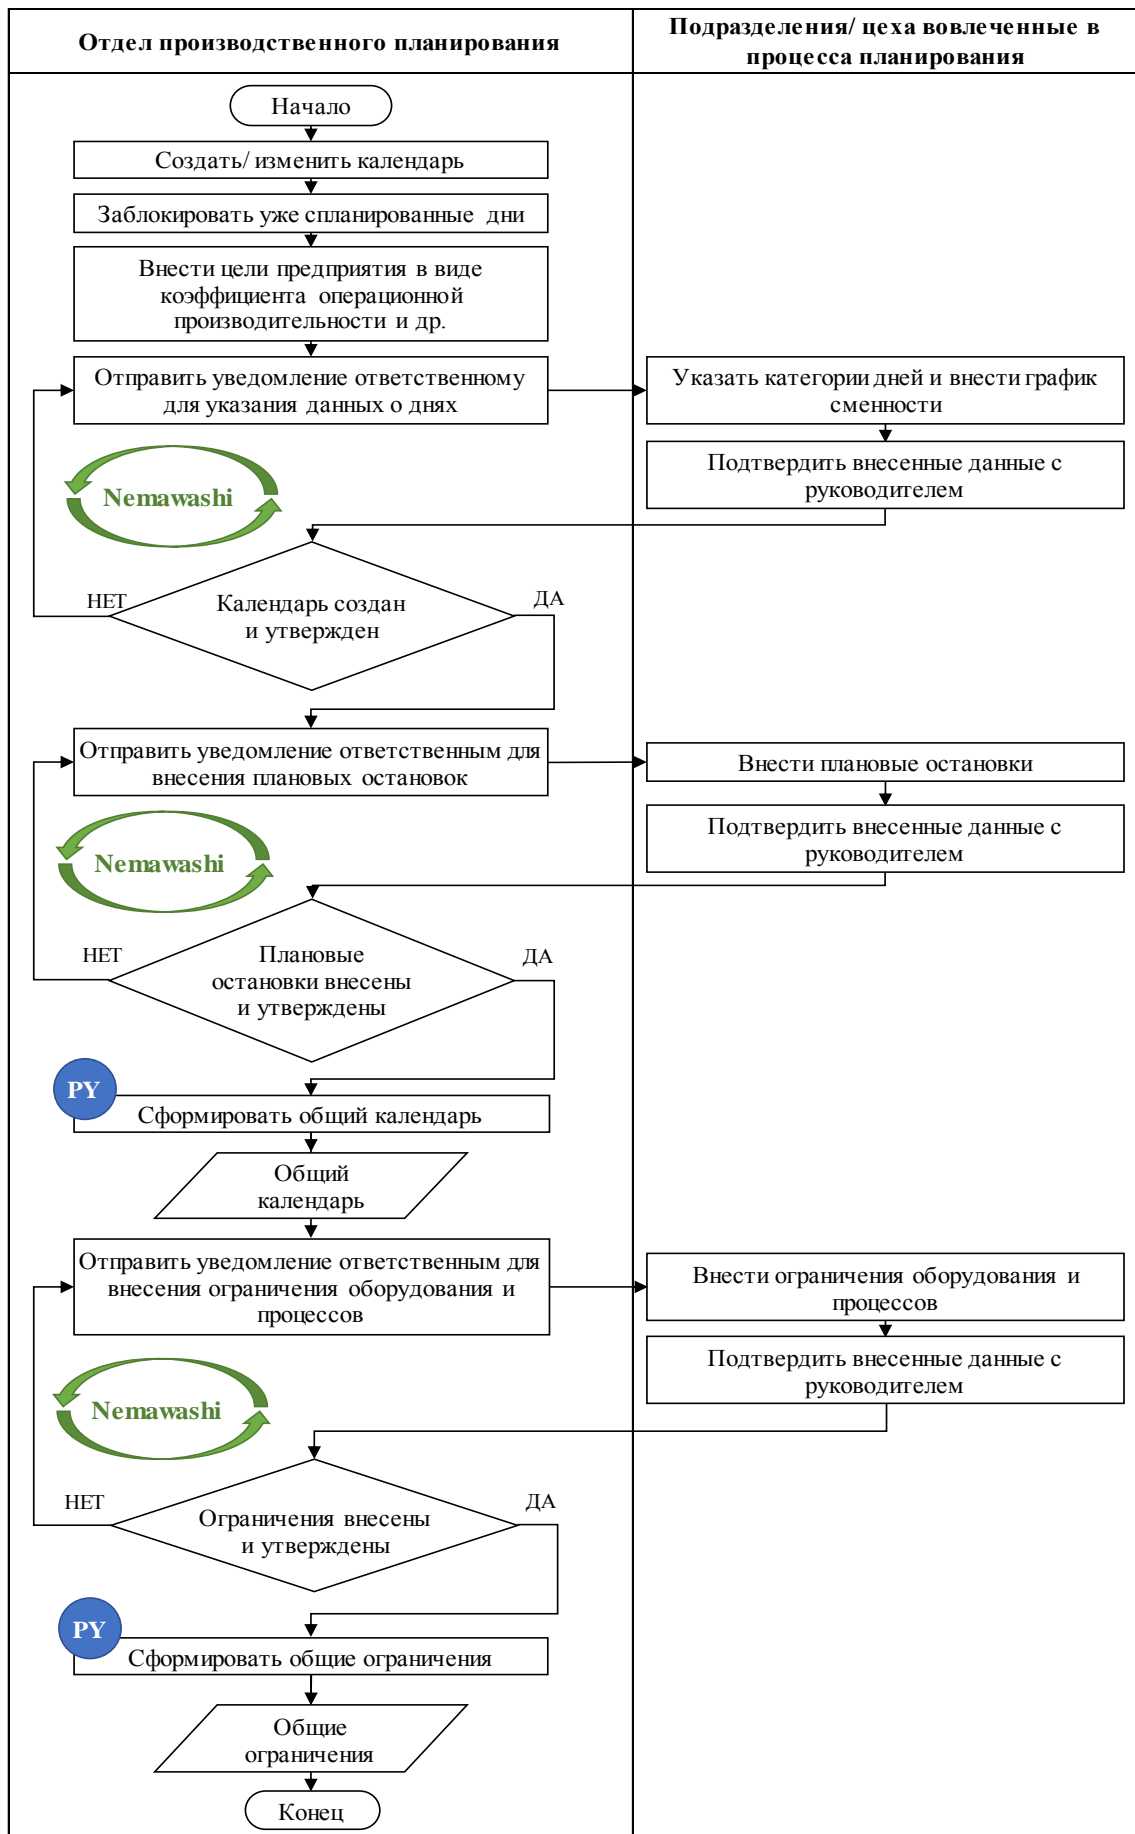 Отдел производственного планирования
Подразделения/ цеха вовлеченные в
процесса планирования
Начало
Создать/ изменить календарь
Заблокировать уже спланированные дни
Внести цели предприятия в виде
коэффициента операционной
производительности и др.
Отправить уведомление ответственному
для указания данных о днях
Указать категории дней и внести график
сменности
Подтвердить внесенные данные с
руководителем
Nemawashi
НЕТ
Календарь создан
и утвержден
ДА
Отправить уведомление ответственным для
внесения плановых остановок
Внести плановые остановки
Подтвердить внесенные данные с
руководителем
Nemawashi
НЕТ
Плановые
остановки внесены
и утверждены
ДА
PY
Сформировать общий календарь
Общий
календарь
Отправить уведомление ответственным для
внесения ограничения оборудования и
процессов
Внести ограничения оборудования и
процессов
Подтвердить внесенные данные с
руководителем
Nemawashi
НЕТ
Ограничения внесены
и утверждены
ДА
PY
Сформировать общие ограничения
Общие
ограничения
Конец